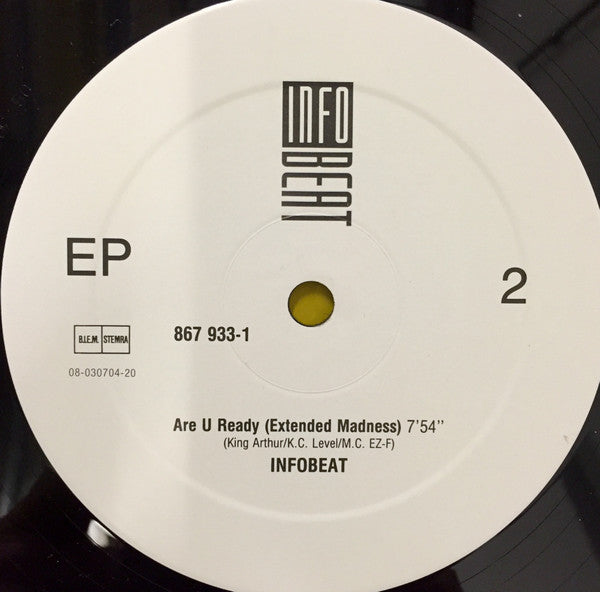 INFO
BEAT
EP
2
B.I.E.M. STEMRA
867 933-1
08-030704-20
Are U Ready (Extended Madness) 7'54''
(King Arthur/K.C. Level/M.C. EZ-F)
INFOBEAT